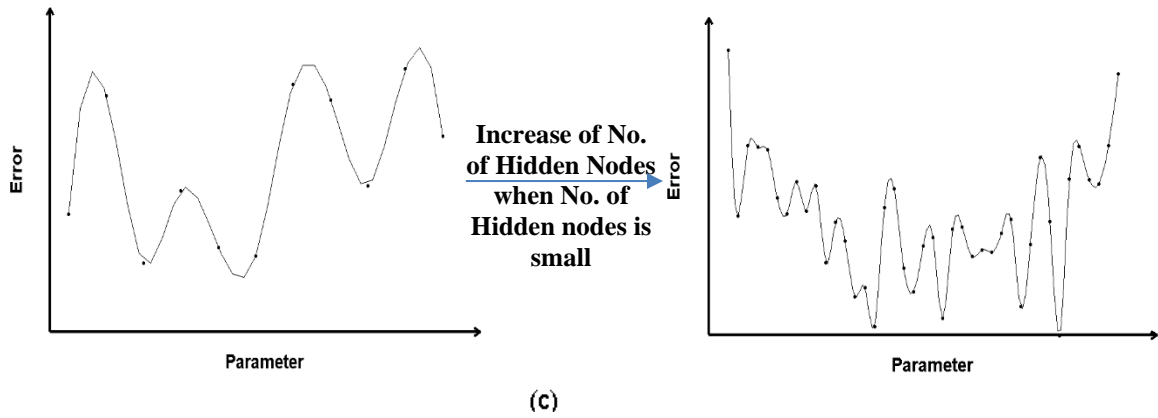 Error
Parameter
Increase of No.
of Hidden Nodes
when No. of
Hidden nodes is
small
Error
Parameter
(c)